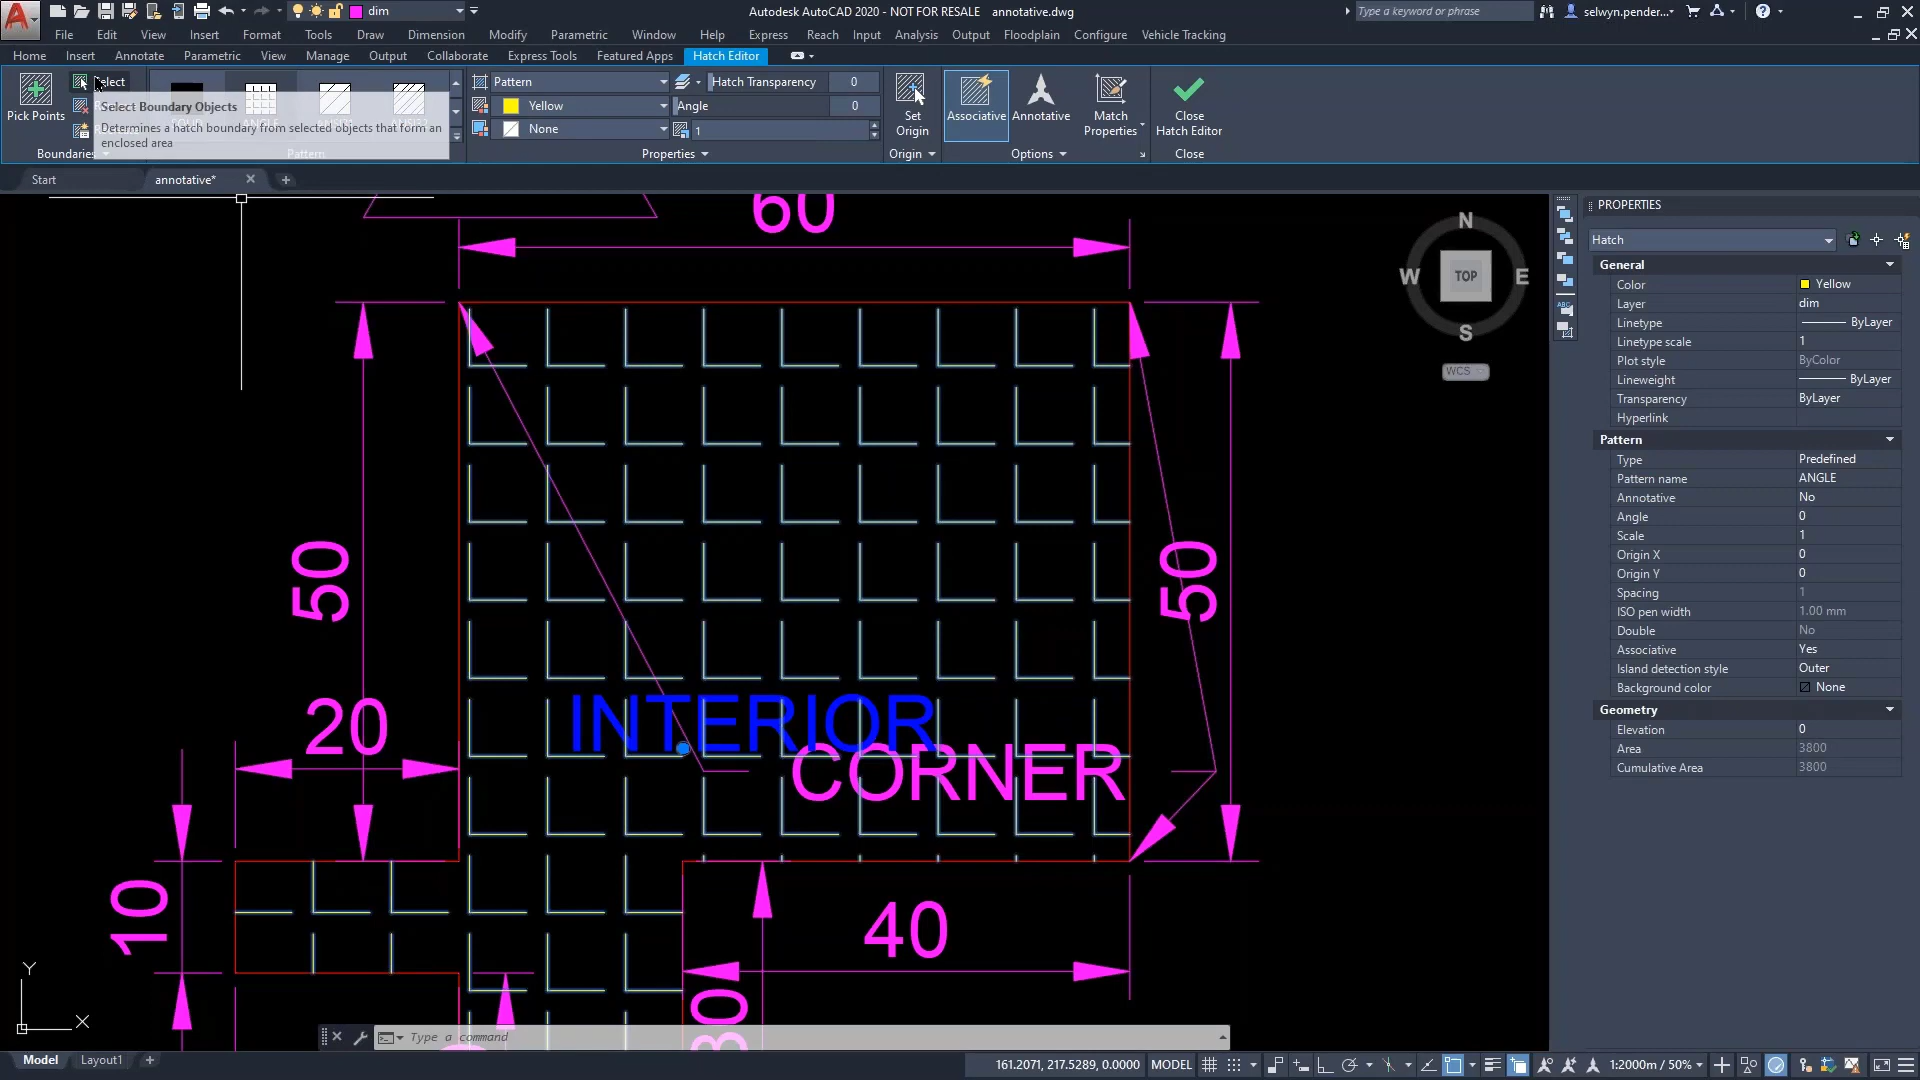 dim
Autodesk AutoCAD 2020 - NOT FOR RESALE annotative.dwg
Type a keyword or phrase
selwyn.pender...
File Edit View Insert Format Tools Draw Dimension Modify Parametric Window Help Express Reach Input Analysis Output Floodplain Configure Vehicle Tracking
Home Insert Annotate Parametric View Manage Output Collaborate Express Tools Featured Apps Hatch Editor
Pick Points
Select
Select Boundary Objects
Determines a hatch boundary from selected objects that form an
enclosed area
Boundaries
Pattern
Pattern
Yellow
None
Hatch Transparency 0
Angle 0
1
Properties
Set
Origin
Origin
Associative
Annotative
Match
Properties
Options
Close
Hatch Editor
Close
Start
annotative*
60
50
50
20
10
INTERIOR
CORNER
40
30
N
W
TOP
E
S
WCS
PROPERTIES
Hatch
General
Color Yellow
Layer dim
Linetype ByLayer
Linetype scale 1
Plot style ByColor
Lineweight ByLayer
Transparency ByLayer
Hyperlink
Pattern
Type Predefined
Pattern name ANGLE
Annotative No
Angle 0
Scale 1
Origin X 0
Origin Y 0
Spacing 1
ISO pen width 1.00 mm
Double No
Associative Yes
Island detection style Outer
Background color None
Geometry
Elevation 0
Area 3800
Cumulative Area 3800
Y
X
Type a command
Model
Layout1
161.2071, 217.5289, 0.0000
MODEL
1:2000m / 50%